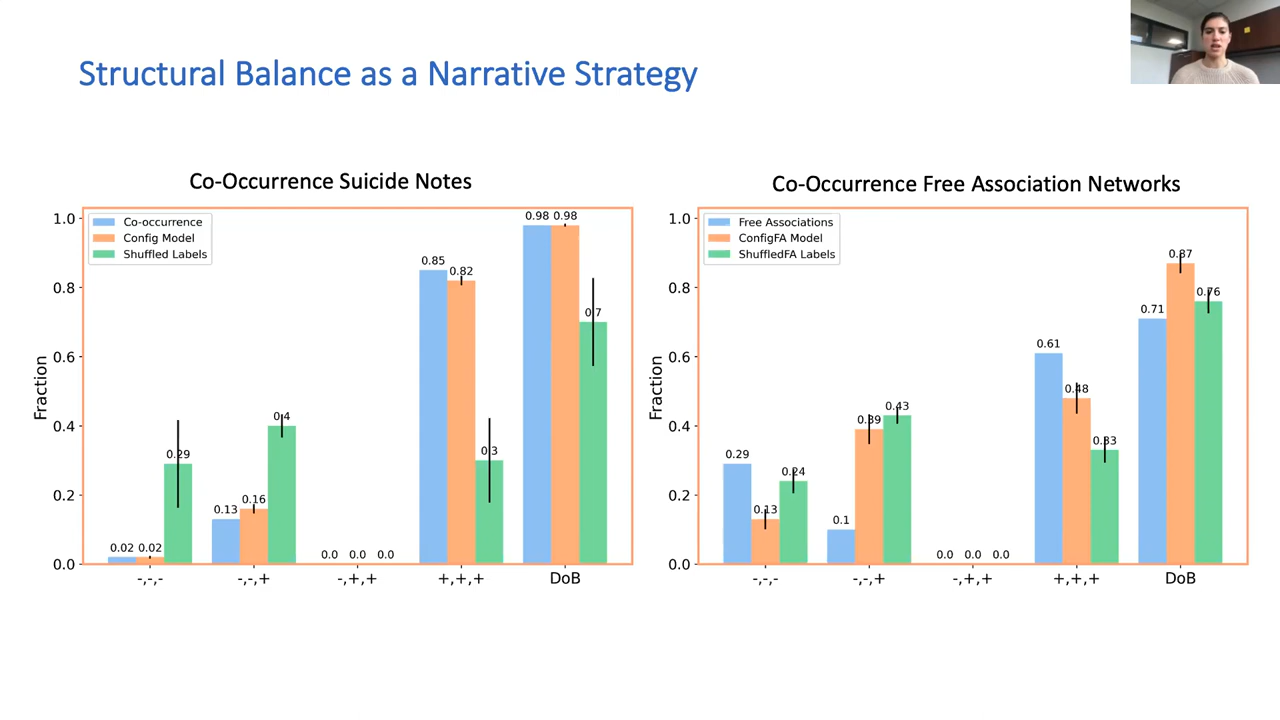 Structural Balance as a Narrative Strategy
Co-Occurrence Suicide Notes
Co-occurrence
Config Model
Shuffled Labels
Fraction
1.0
0.8
0.6
0.4
0.2
0.0
0.02 0.02 0.29
0.13 0.16 0.4
0.0 0.0 0.0
0.85 0.82 0.3
0.98 0.98 0.7
-,-,- -,-,+ -,+,+ +,+,+ DoB
Co-Occurrence Free Association Networks
Free Associations
ConfigFA Model
ShuffledFA Labels
Fraction
1.0
0.8
0.6
0.4
0.2
0.0
0.29 0.13 0.24
0.1 0.39 0.43
0.0 0.0 0.0
0.61 0.48 0.33
0.71 0.87 0.76
-,-,- -,-,+ -,+,+ +,+,+ DoB